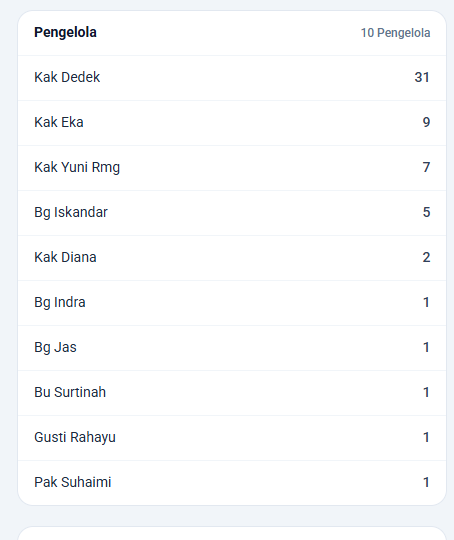 Pengelola 10 Pengelola
Kak Dedek 31
Kak Eka 9
Kak Yuni Rmg 7
Bg Iskandar 5
Kak Diana 2
Bg Indra 1
Bg Jas 1
Bu Surtinah 1
Gusti Rahayu 1
Pak Suhaimi 1